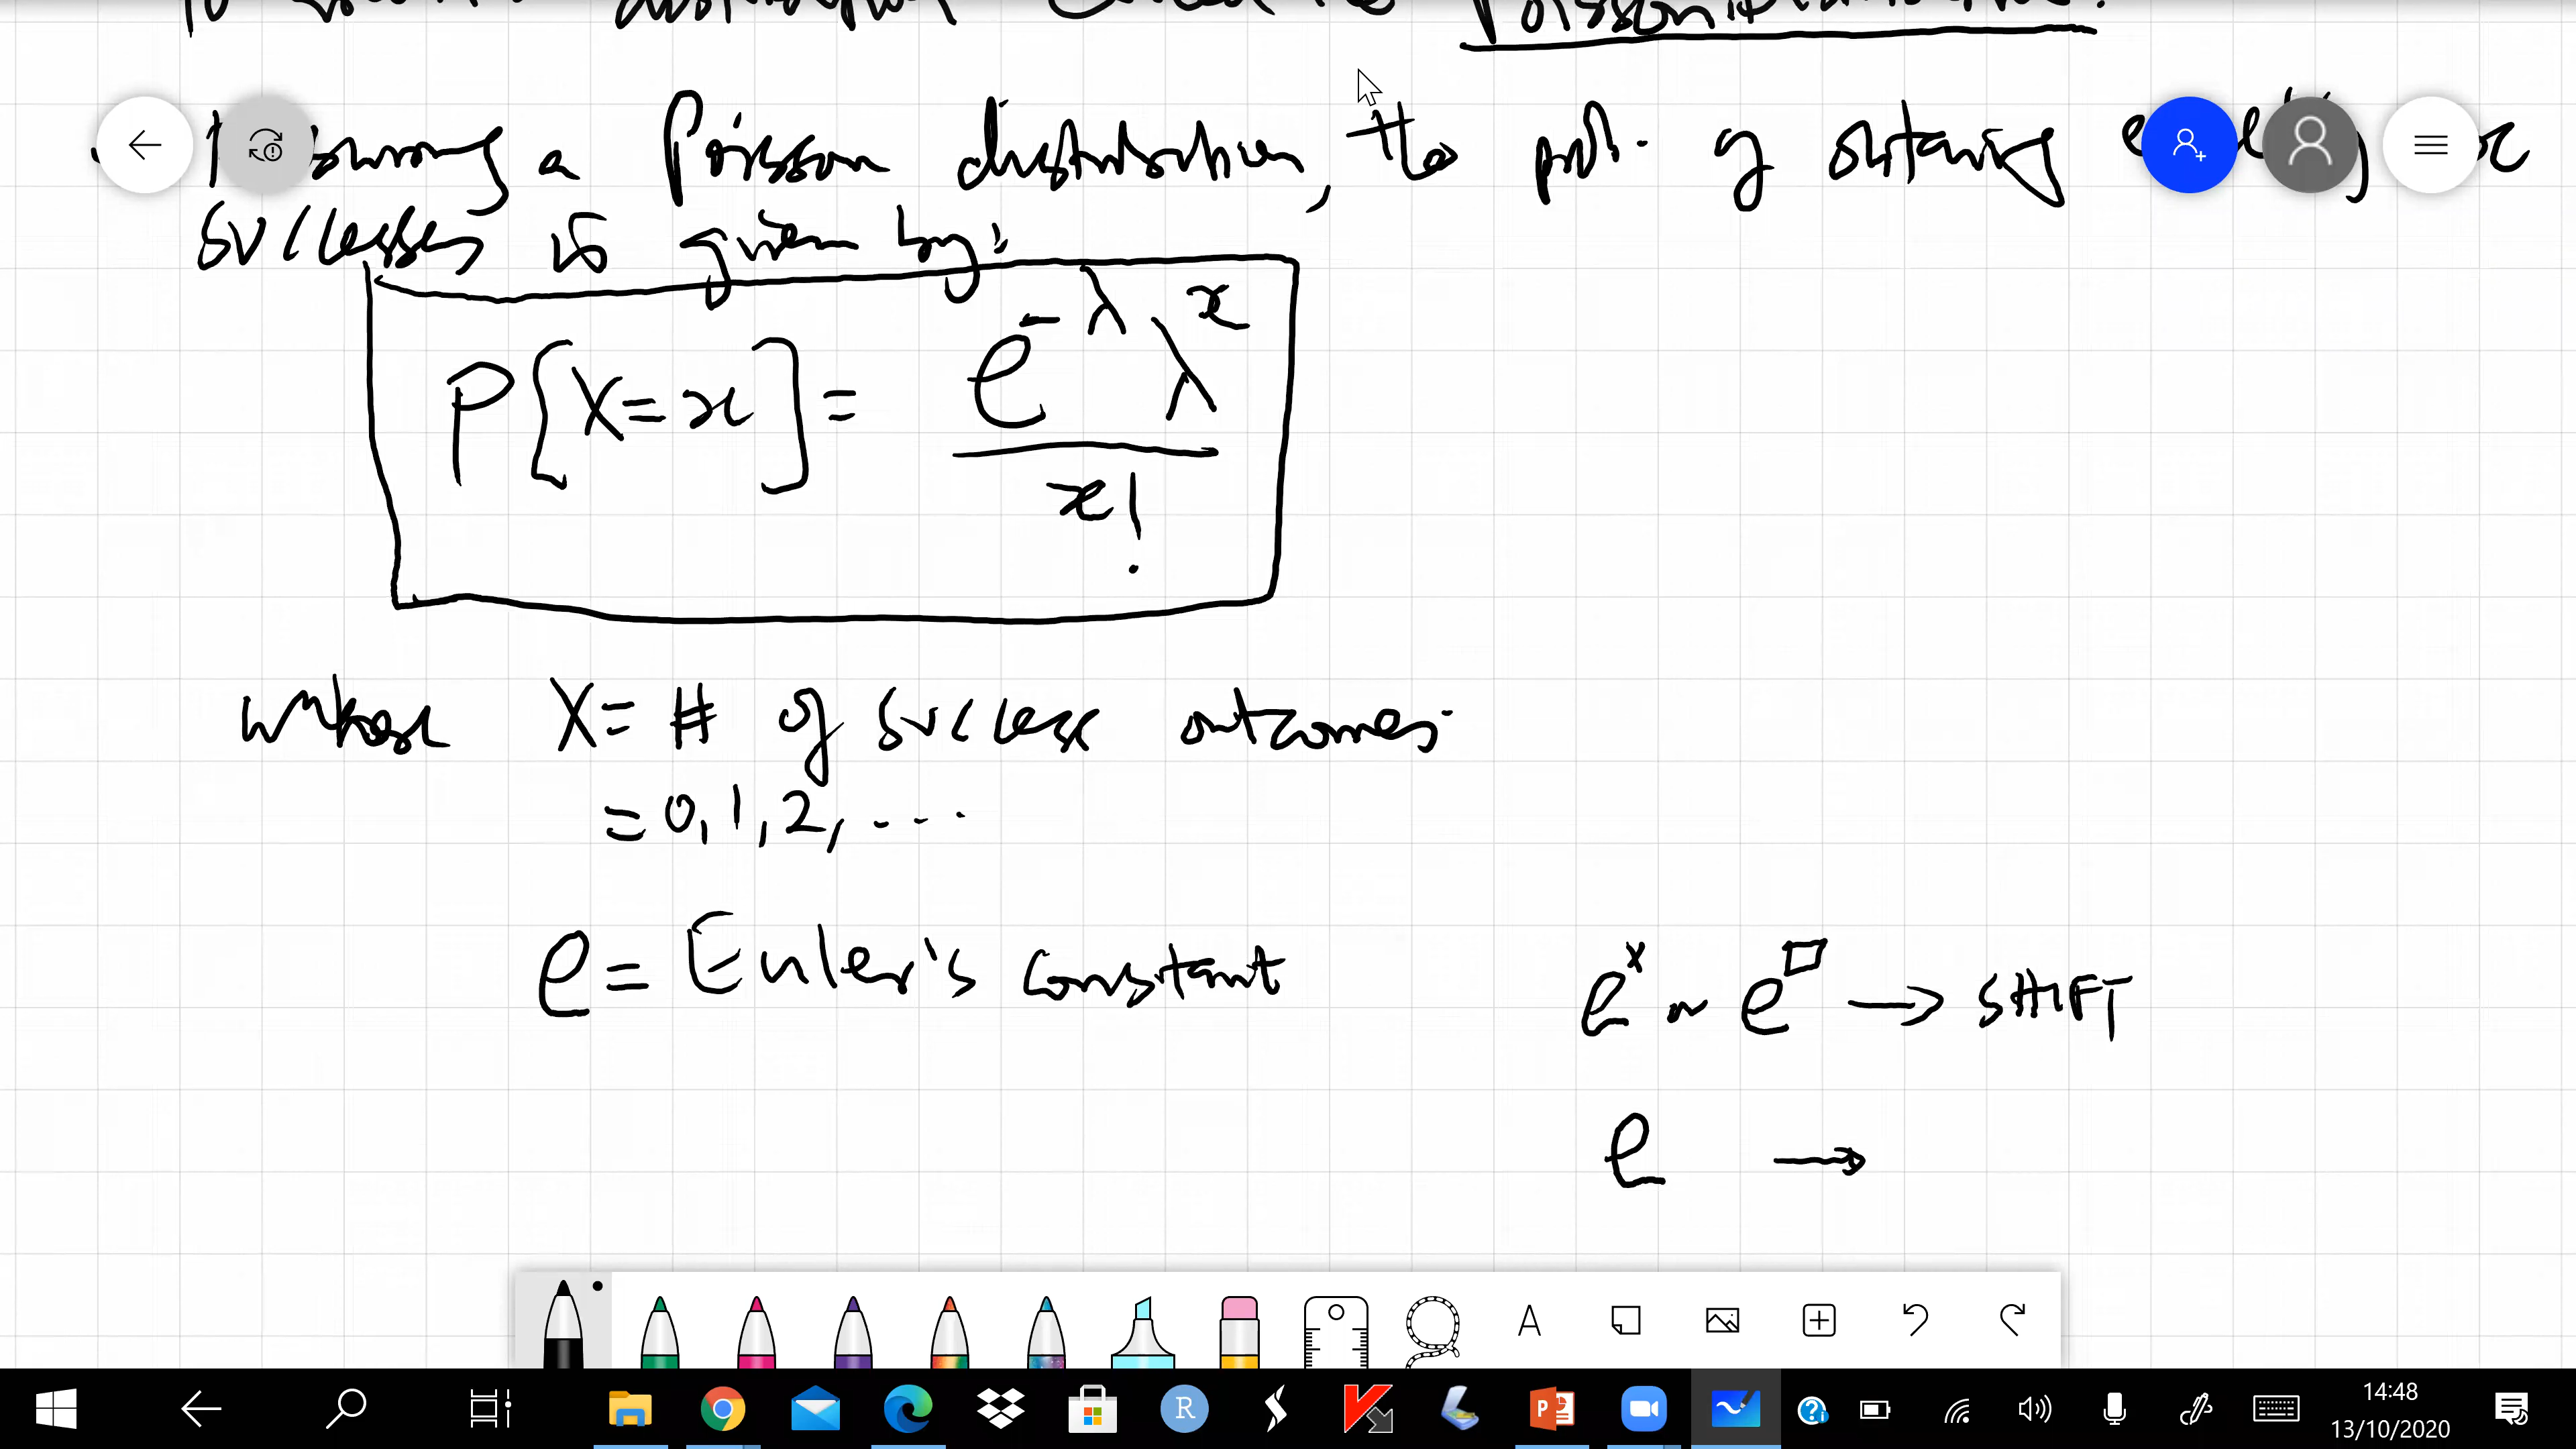 Poisson
a Poisson distribution, the prob. of obtaining x
successes is given by:
P[X=x] = e^-λ λ^x / x!
where X = # of success outcomes.
= 0, 1, 2, ....
e = Euler's constant
e^x or e^□ → SHIFT
e →
A
R
P
14:48
13/10/2020